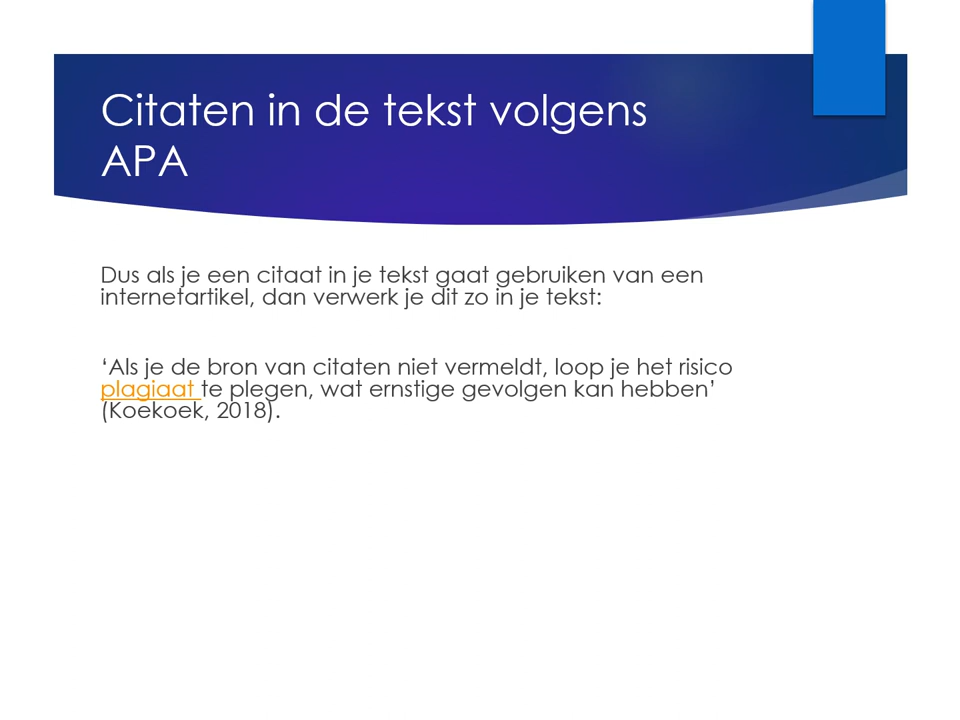 Citaten in de tekst volgens
APA
Dus als je een citaat in je tekst gaat gebruiken van een
internetartikel, dan verwerk je dit zo in je tekst:
‘Als je de bron van citaten niet vermeldt, loop je het risico
plagiaat te plegen, wat ernstige gevolgen kan hebben’
(Koekoek, 2018).